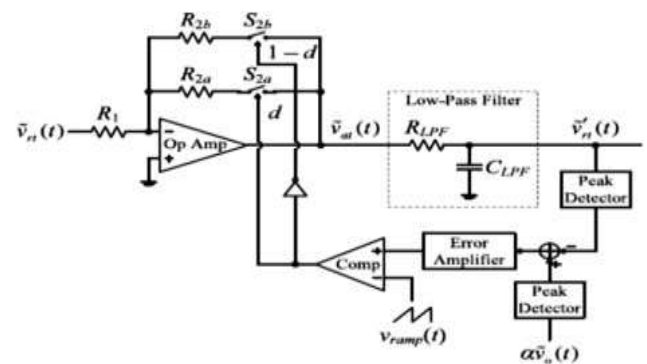 R2b S2b
1−d
R2a S2a
d
Low-Pass Filter
ṽrt(t) R1 − Op Amp + ṽat(t) RLPF ṽ′rt(t)
CLPF
Peak Detector
Comp + − Error Amplifier − +
vramp(t)
Peak Detector
αṽo(t)